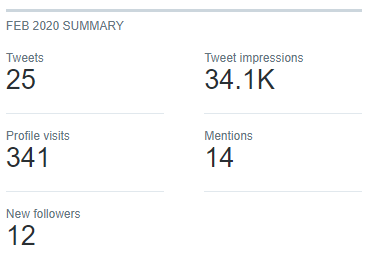 FEB 2020 SUMMARY
Tweets
25
Tweet impressions
34.1K
Profile visits
341
Mentions
14
New followers
12